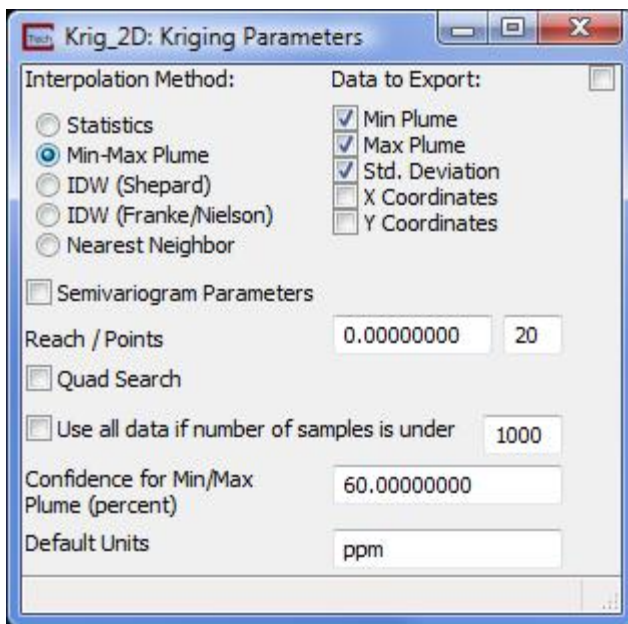 Tech Krig_2D: Kriging Parameters
Interpolation Method:
Data to Export:
Statistics
Min-Max Plume
IDW (Shepard)
IDW (Franke/Nielson)
Nearest Neighbor
Min Plume
Max Plume
Std. Deviation
X Coordinates
Y Coordinates
Semivariogram Parameters
Reach / Points 0.00000000 20
Quad Search
Use all data if number of samples is under 1000
Confidence for Min/Max
Plume (percent) 60.00000000
Default Units ppm